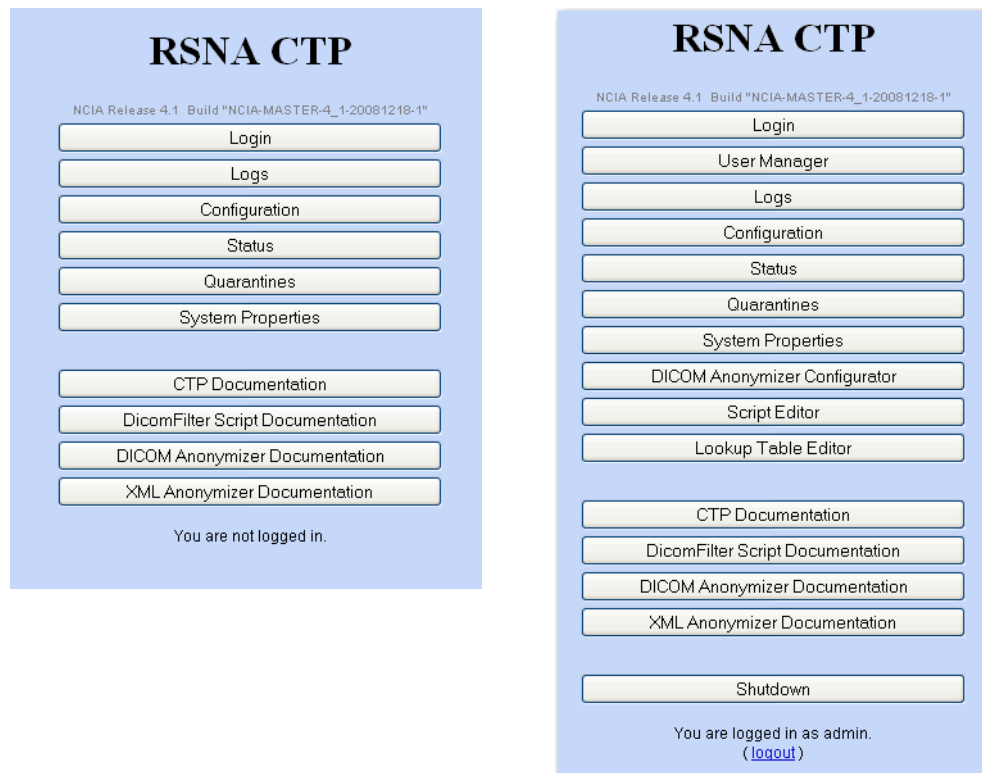 RSNA CTP
NCIA Release 4.1 Build "NCIA-MASTER-4_1-20081218-1"
Login
Logs
Configuration
Status
Quarantines
System Properties
CTP Documentation
DicomFilter Script Documentation
DICOM Anonymizer Documentation
XML Anonymizer Documentation
You are not logged in.
RSNA CTP
NCIA Release 4.1 Build "NCIA-MASTER-4_1-20081218-1"
Login
User Manager
Logs
Configuration
Status
Quarantines
System Properties
DICOM Anonymizer Configurator
Script Editor
Lookup Table Editor
CTP Documentation
DicomFilter Script Documentation
DICOM Anonymizer Documentation
XML Anonymizer Documentation
Shutdown
You are logged in as admin.
( logout )